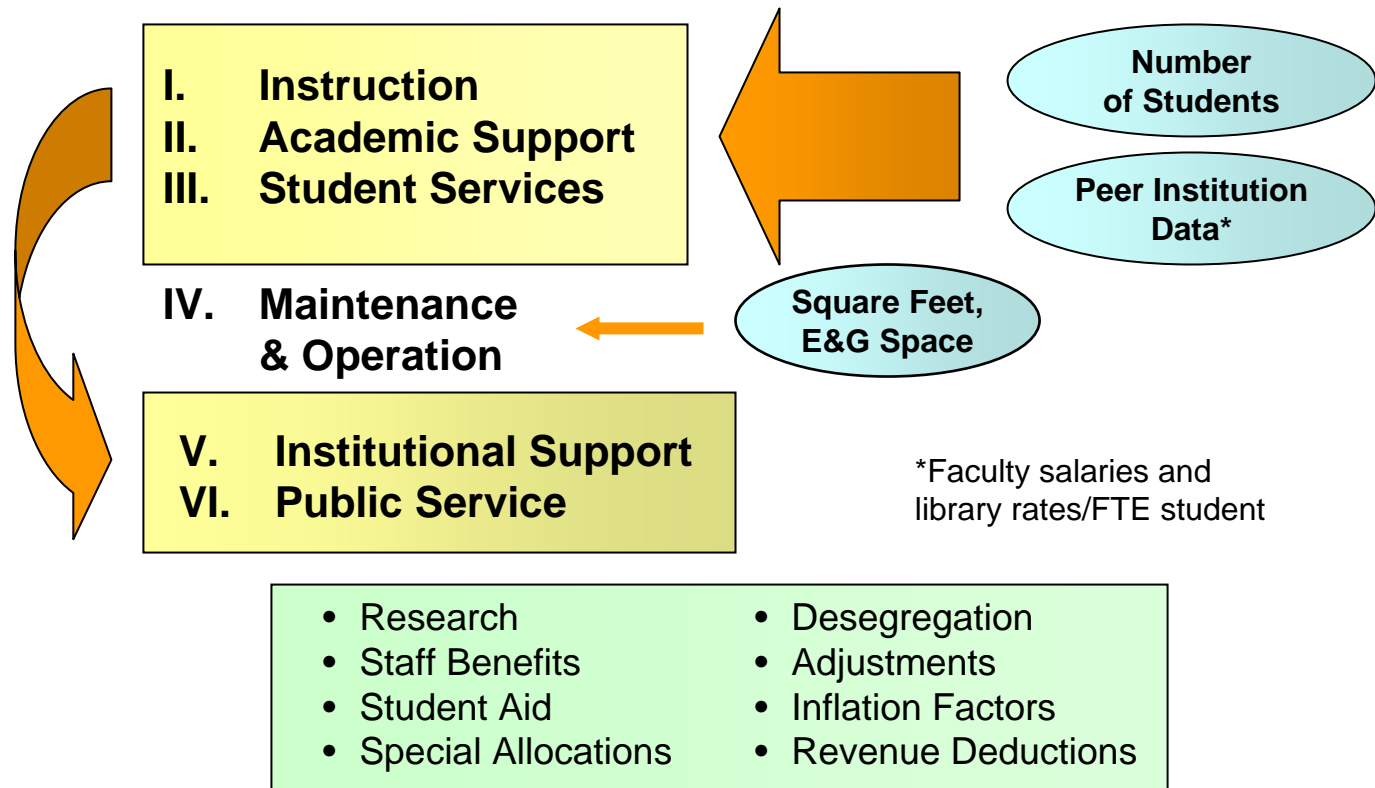 I. Instruction
II. Academic Support
III. Student Services
Number
of Students
Peer Institution
Data*
IV. Maintenance
& Operation
Square Feet,
E&G Space
V. Institutional Support
VI. Public Service
*Faculty salaries and
library rates/FTE student
• Research
• Staff Benefits
• Student Aid
• Special Allocations
• Desegregation
• Adjustments
• Inflation Factors
• Revenue Deductions